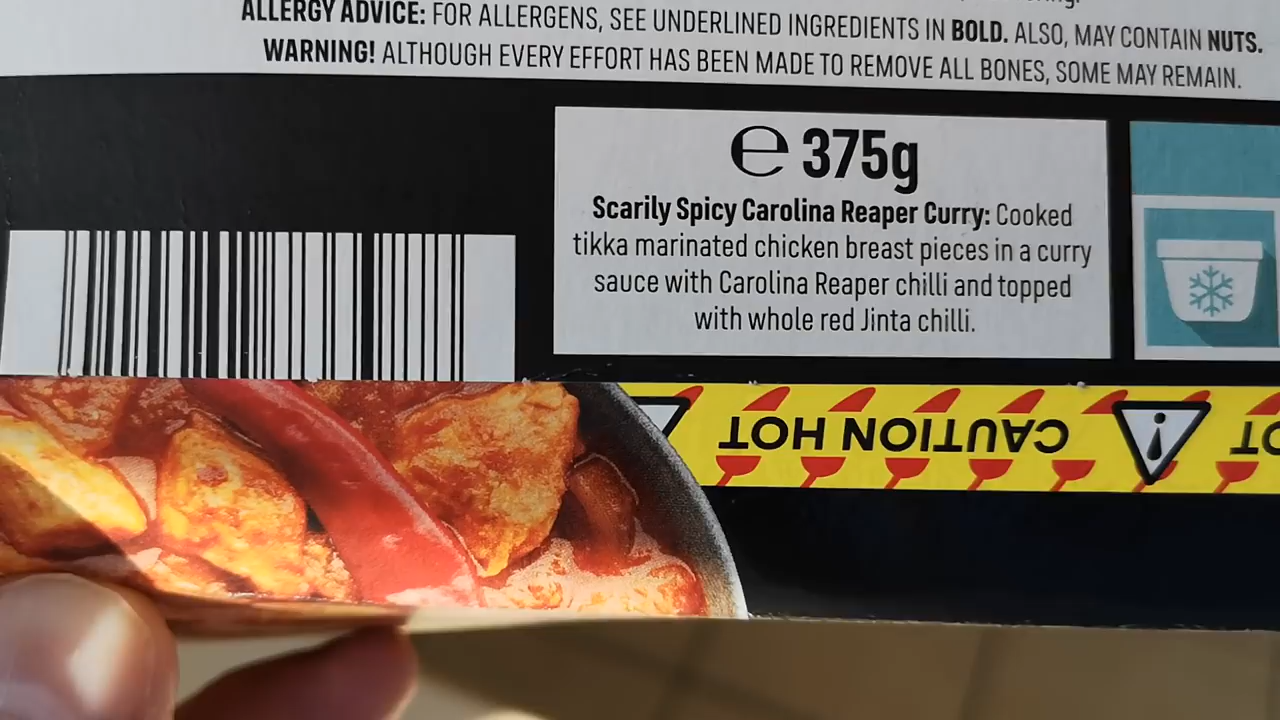 ALLERGY ADVICE: FOR ALLERGENS, SEE UNDERLINED INGREDIENTS IN BOLD. ALSO, MAY CONTAIN NUTS.
WARNING! ALTHOUGH EVERY EFFORT HAS BEEN MADE TO REMOVE ALL BONES, SOME MAY REMAIN.
℮ 375g
Scarily Spicy Carolina Reaper Curry: Cooked
tikka marinated chicken breast pieces in a curry
sauce with Carolina Reaper chilli and topped
with whole red Jinta chilli.
CAUTION HOT